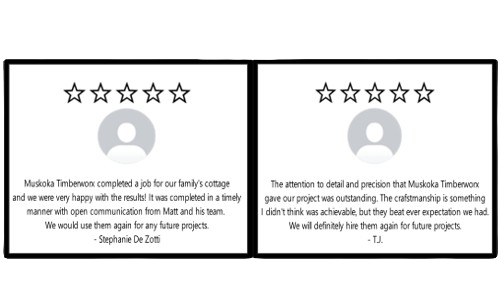 Muskoka Timberworx completed a job for our family's cottage
and we were very happy with the results! It was completed in a timely
manner with open communication from Matt and his team.
We would use them again for any future projects.
- Stephanie De Zotti
The attention to detail and precision that Muskoka Timberworx
gave our project was outstanding. The crafstmanship is something
I didn't think was achievable, but they beat ever expectation we had.
We will definitely hire them again for future projects.
- T.J.